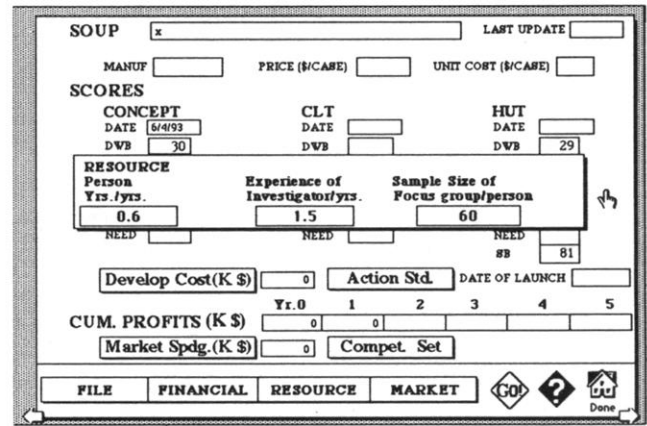 SOUP x LAST UPDATE
MANUF PRICE ($/CASE) UNIT COST ($/CASE)
SCORES
CONCEPT CLT HUT
DATE 6/4/93 DATE DATE
DWB 30 DWB DWB 29
RESOURCE
Person Experience of Sample Size of
Yrs./yrs. Investigator/yrs. Focus group/person
0.6 1.5 60
NEED NEED NEED
SB 81
Develop Cost(K $) 0 Action Std. DATE OF LAUNCH
Yr.0 1 2 3 4 5
CUM. PROFITS (K $) 0 0
Market Spdg.(K $) 0 Compet. Set
FILE FINANCIAL RESOURCE MARKET GO! ?
Done